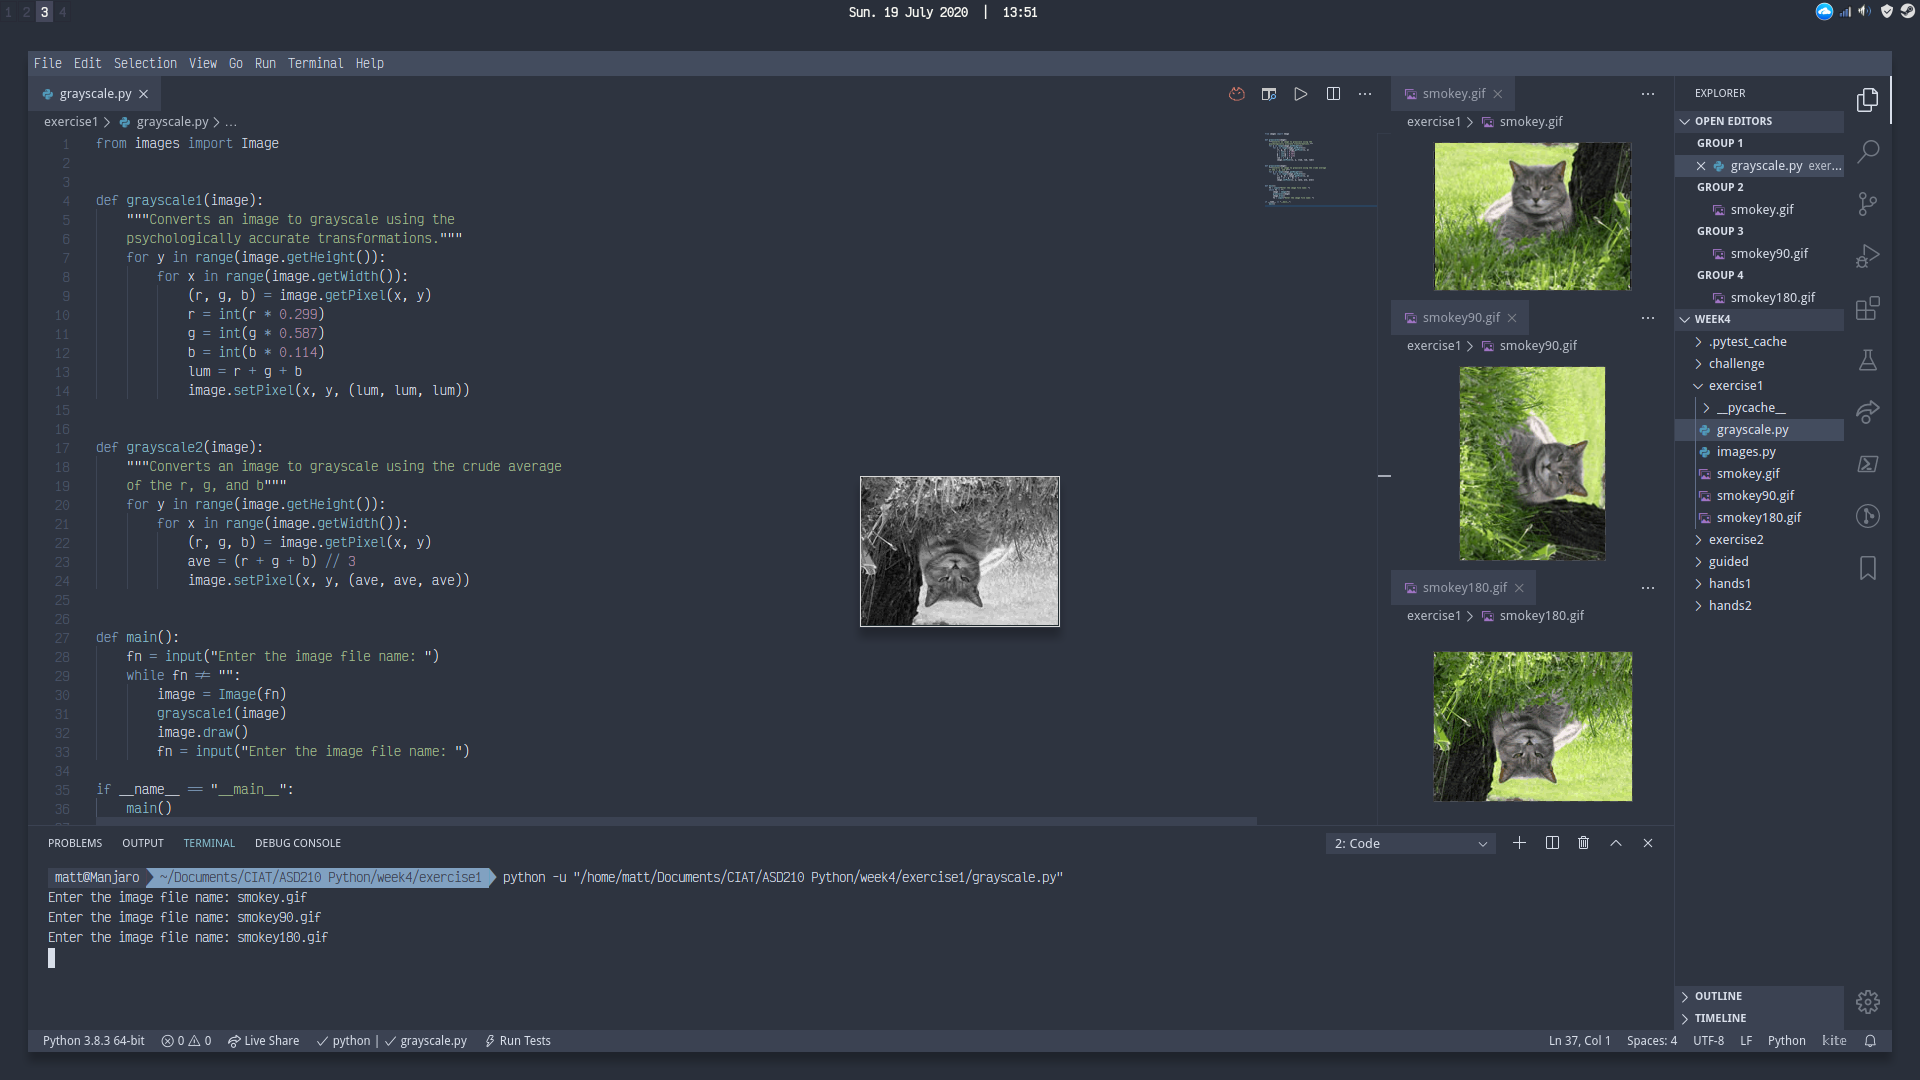 1 2 3 4
Sun. 19 July 2020 | 13:51
File Edit Selection View Go Run Terminal Help
grayscale.py
exercise1 > grayscale.py > ...
1 from images import Image
2
3
4 def grayscale1(image):
5 """Converts an image to grayscale using the
6 psychologically accurate transformations."""
7 for y in range(image.getHeight()):
8 for x in range(image.getWidth()):
9 (r, g, b) = image.getPixel(x, y)
10 r = int(r * 0.299)
11 g = int(g * 0.587)
12 b = int(b * 0.114)
13 lum = r + g + b
14 image.setPixel(x, y, (lum, lum, lum))
15
16
17 def grayscale2(image):
18 """Converts an image to grayscale using the crude average
19 of the r, g, and b"""
20 for y in range(image.getHeight()):
21 for x in range(image.getWidth()):
22 (r, g, b) = image.getPixel(x, y)
23 ave = (r + g + b) // 3
24 image.setPixel(x, y, (ave, ave, ave))
25
26
27 def main():
28 fn = input("Enter the image file name: ")
29 while fn != "":
30 image = Image(fn)
31 grayscale1(image)
32 image.draw()
33 fn = input("Enter the image file name: ")
34
35 if __name__ == "__main__":
36 main()
smokey.gif
exercise1 > smokey.gif
smokey90.gif
exercise1 > smokey90.gif
smokey180.gif
exercise1 > smokey180.gif
EXPLORER
OPEN EDITORS
GROUP 1
grayscale.py exer...
GROUP 2
smokey.gif
GROUP 3
smokey90.gif
GROUP 4
smokey180.gif
WEEK4
.pytest_cache
challenge
exercise1
__pycache__
grayscale.py
images.py
smokey.gif
smokey90.gif
smokey180.gif
exercise2
guided
hands1
hands2
OUTLINE
TIMELINE
PROBLEMS OUTPUT TERMINAL DEBUG CONSOLE
2: Code
matt@Manjaro ~/Documents/CIAT/ASD210 Python/week4/exercise1 python -u "/home/matt/Documents/CIAT/ASD210 Python/week4/exercise1/grayscale.py"
Enter the image file name: smokey.gif
Enter the image file name: smokey90.gif
Enter the image file name: smokey180.gif
Python 3.8.3 64-bit 0 0 Live Share python | grayscale.py Run Tests
Ln 37, Col 1 Spaces: 4 UTF-8 LF Python kite